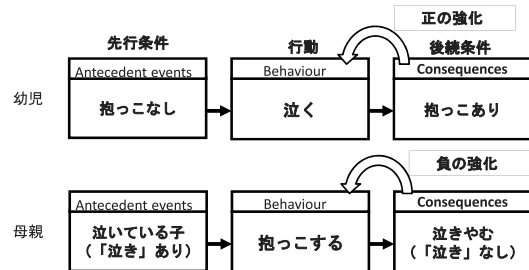 正の強化
先行条件
行動
後続条件
Antecedent events
Behaviour
Consequences
幼児
抱っこなし
泣く
抱っこあり
負の強化
Antecedent events
Behaviour
Consequences
母親
泣いている子
（「泣き」あり）
抱っこする
泣きやむ
（「泣き」なし）